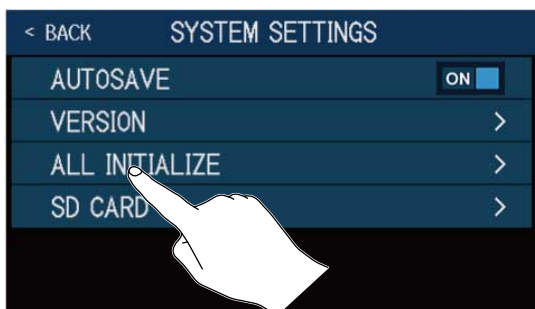 < BACK SYSTEM SETTINGS
AUTOSAVE ON
VERSION >
ALL INITIALIZE >
SD CARD >